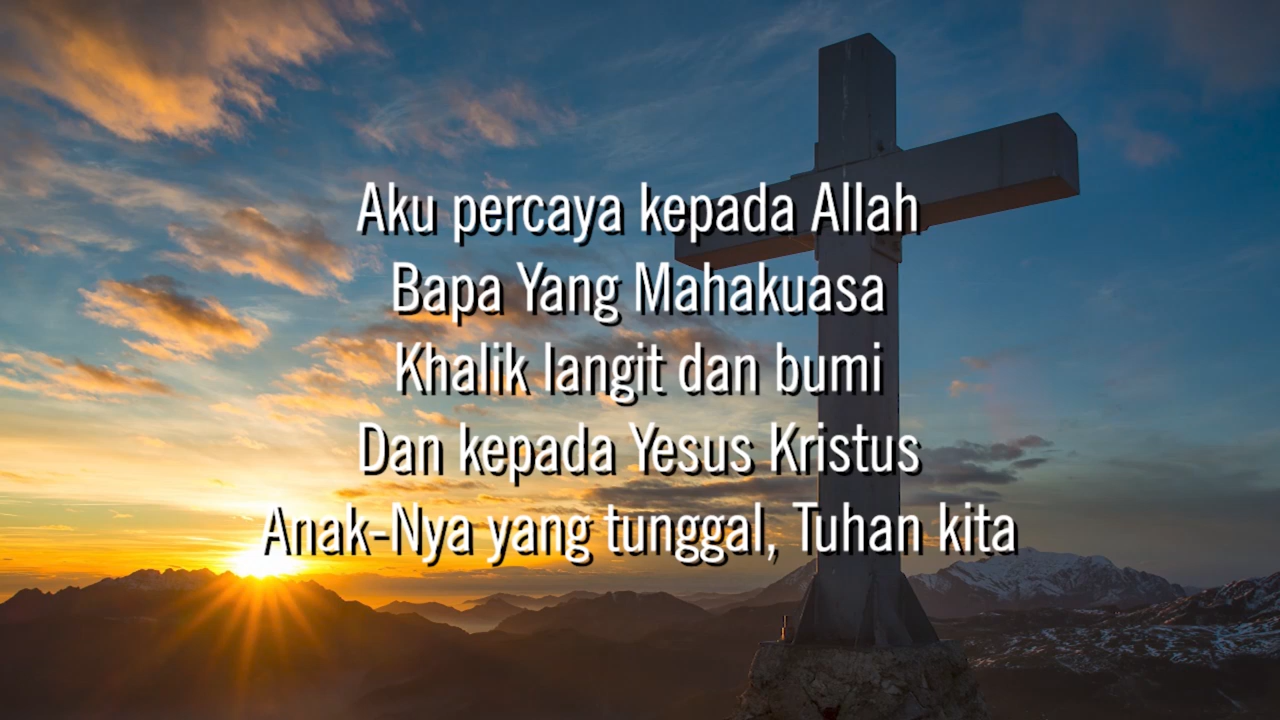 Aku percaya kepada Allah
Bapa Yang Mahakuasa
Khalik langit dan bumi
Dan kepada Yesus Kristus
Anak-Nya yang tunggal, Tuhan kita